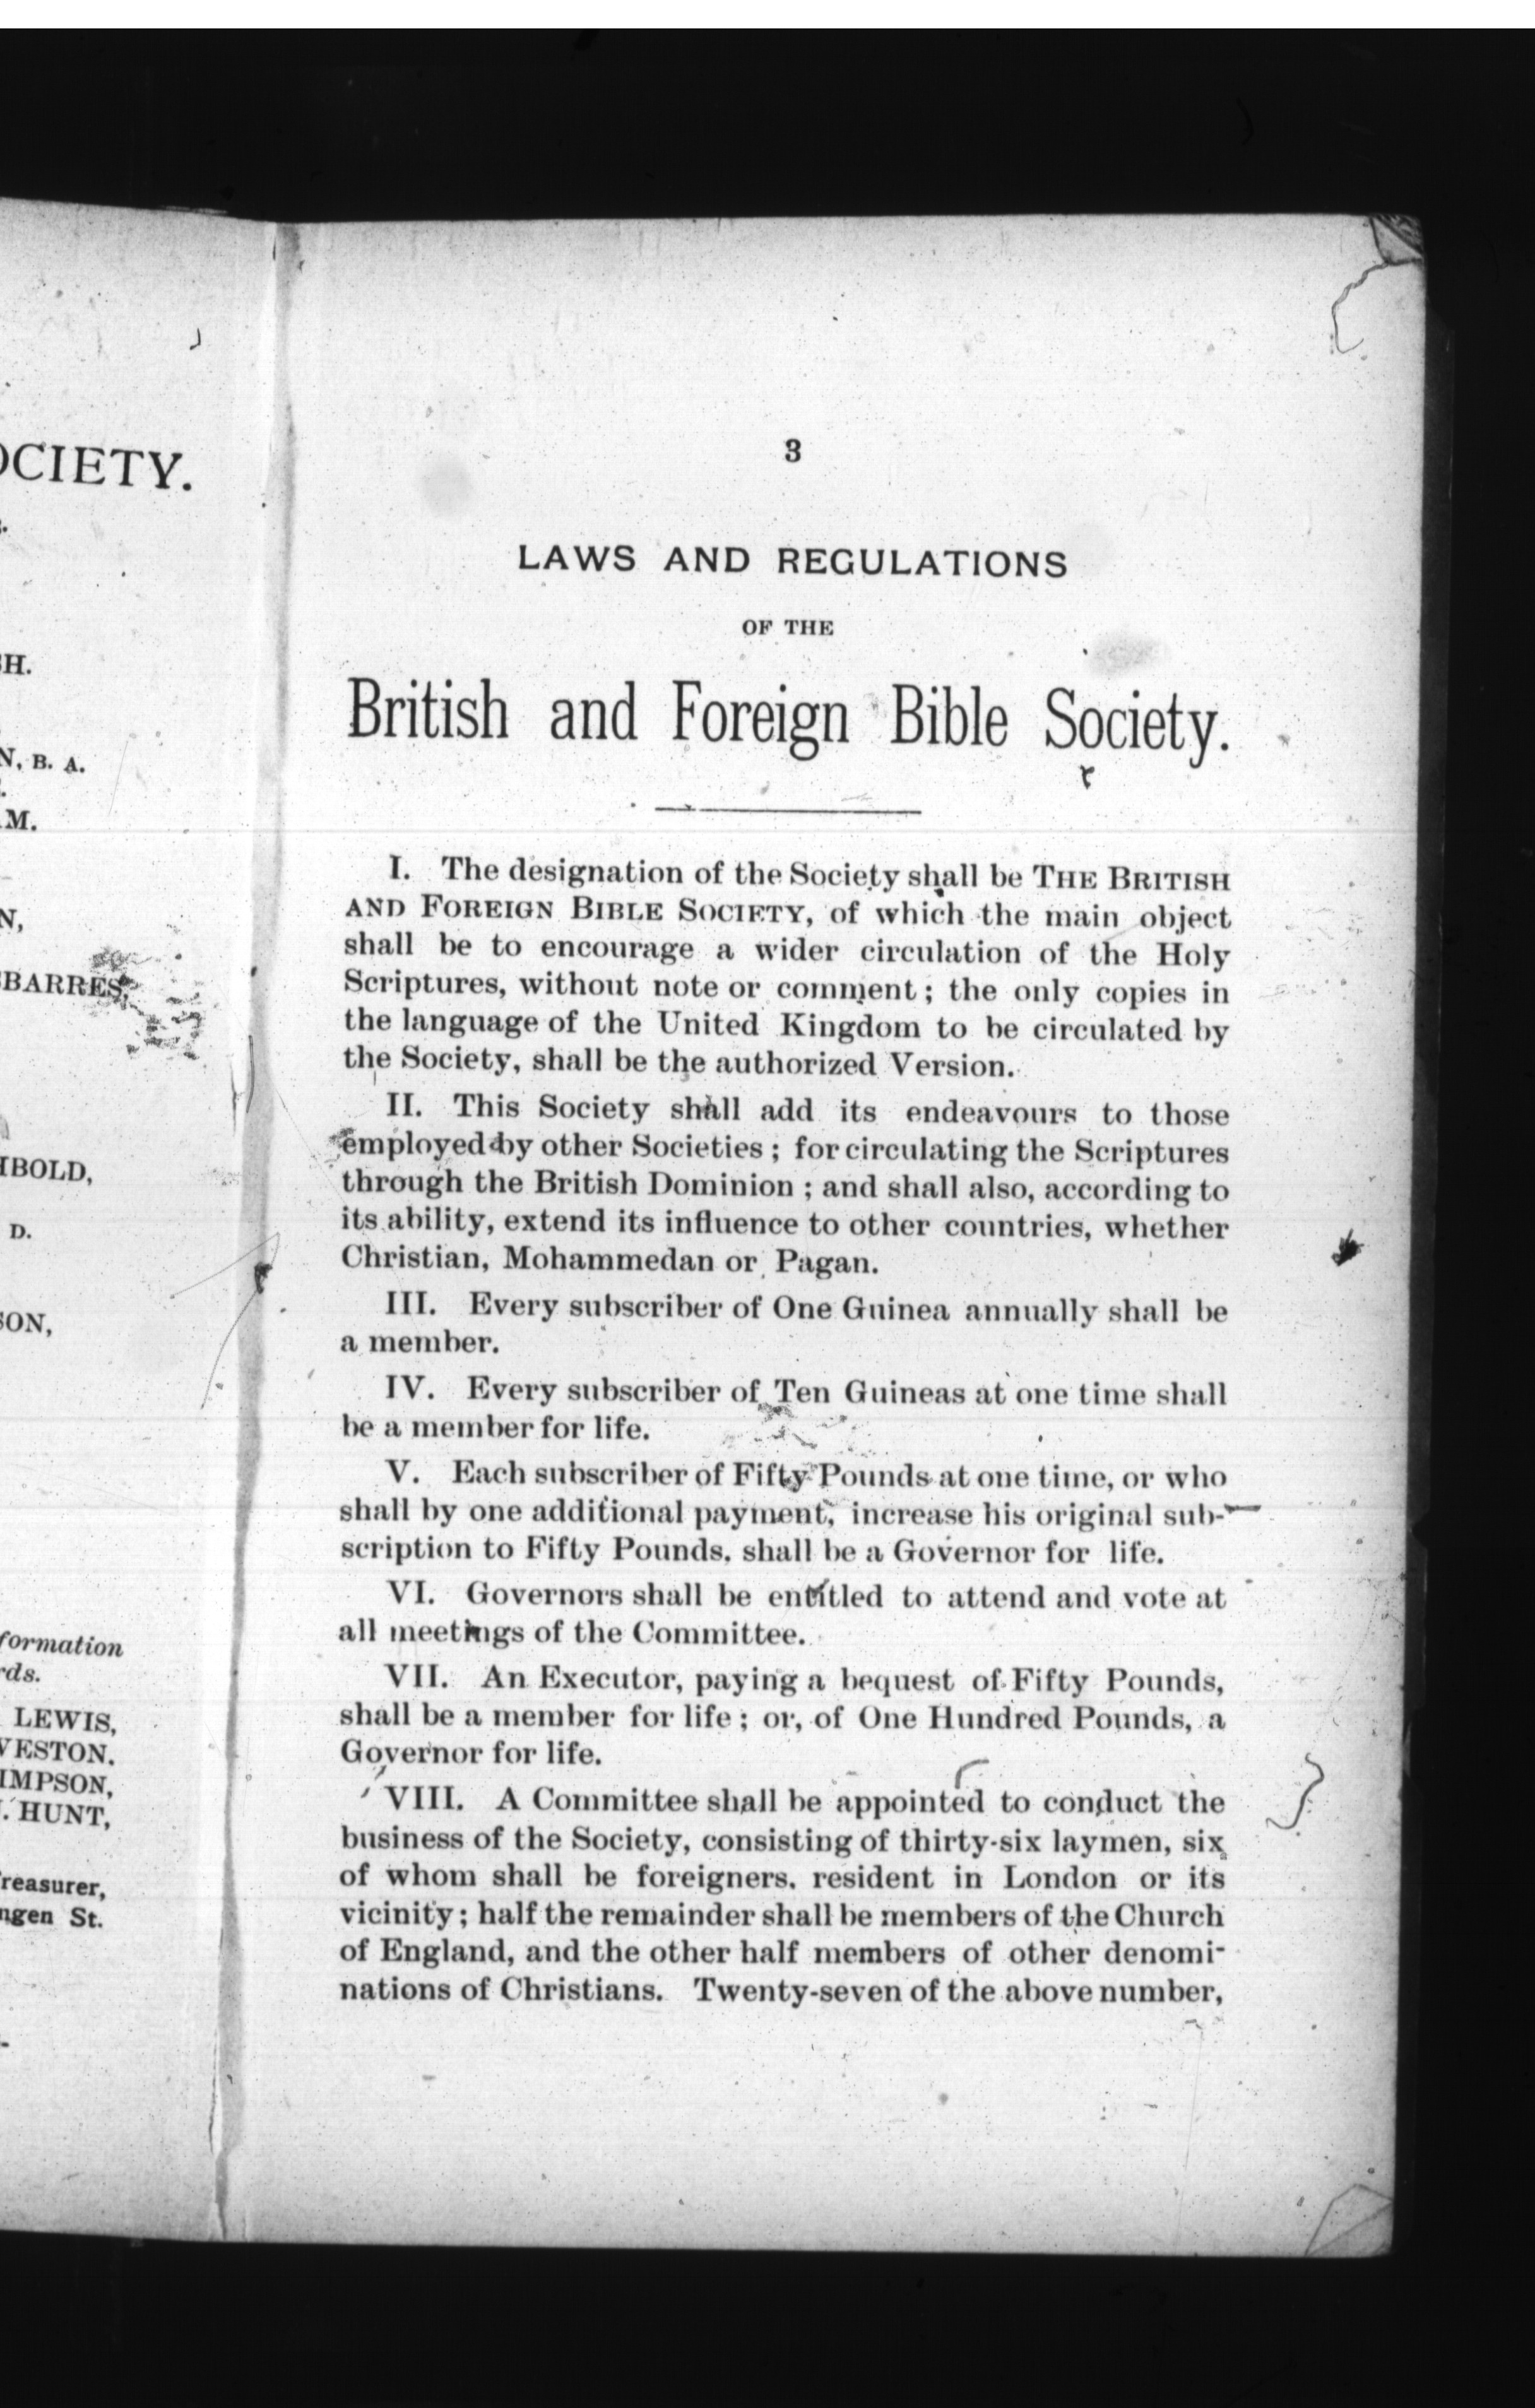 OCIETY.
H.
N, B. A.
M.
N,
BARRES,
BOLD,
D.
SON,
formation
rds.
LEWIS,
WESTON.
IMPSON,
HUNT,
reasurer,
ngen St.
3
LAWS AND REGULATIONS
OF THE
British and Foreign Bible Society.
I. The designation of the Society shall be THE BRITISH
AND FOREIGN BIBLE SOCIETY, of which the main object
shall be to encourage a wider circulation of the Holy
Scriptures, without note or comment; the only copies in
the language of the United Kingdom to be circulated by
the Society, shall be the authorized Version.
II. This Society shall add its endeavours to those
employed by other Societies; for circulating the Scriptures
through the British Dominion; and shall also, according to
its ability, extend its influence to other countries, whether
Christian, Mohammedan or Pagan.
III. Every subscriber of One Guinea annually shall be
a member.
IV. Every subscriber of Ten Guineas at one time shall
be a member for life.
V. Each subscriber of Fifty Pounds at one time, or who
shall by one additional payment, increase his original sub-
scription to Fifty Pounds, shall be a Governor for life.
VI. Governors shall be entitled to attend and vote at
all meetings of the Committee.
VII. An Executor, paying a bequest of Fifty Pounds,
shall be a member for life; or, of One Hundred Pounds, a
Governor for life.
VIII. A Committee shall be appointed to conduct the
business of the Society, consisting of thirty-six laymen, six
of whom shall be foreigners, resident in London or its
vicinity; half the remainder shall be members of the Church
of England, and the other half members of other denomi-
nations of Christians. Twenty-seven of the above number,